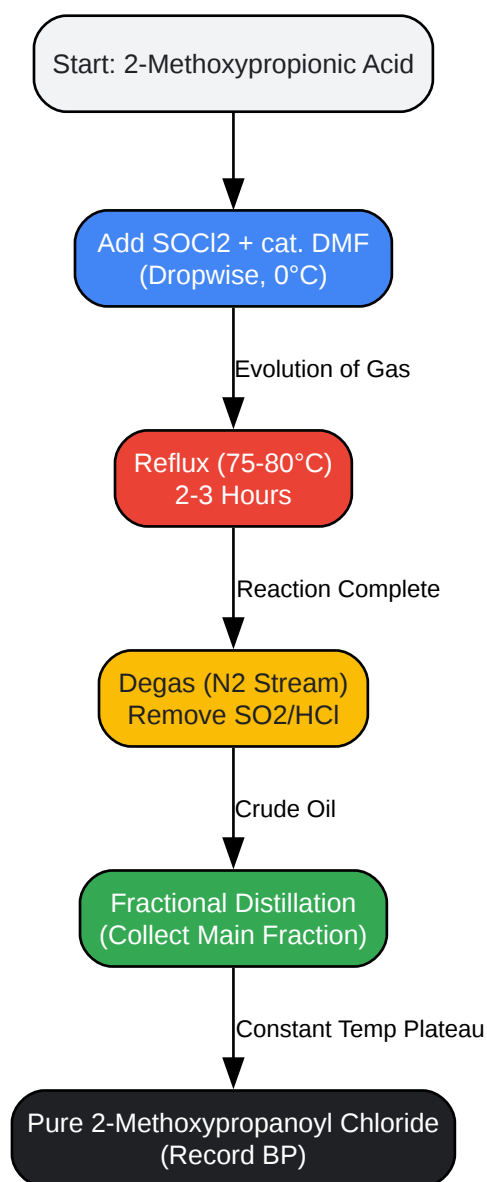 Start: 2-Methoxypropionic Acid
Add SOCl2 + cat. DMF
(Dropwise, 0°C)
Evolution of Gas
Reflux (75-80°C)
2-3 Hours
Reaction Complete
Degas (N2 Stream)
Remove SO2/HCl
Crude Oil
Fractional Distillation
(Collect Main Fraction)
Constant Temp Plateau
Pure 2-Methoxypropanoyl Chloride
(Record BP)